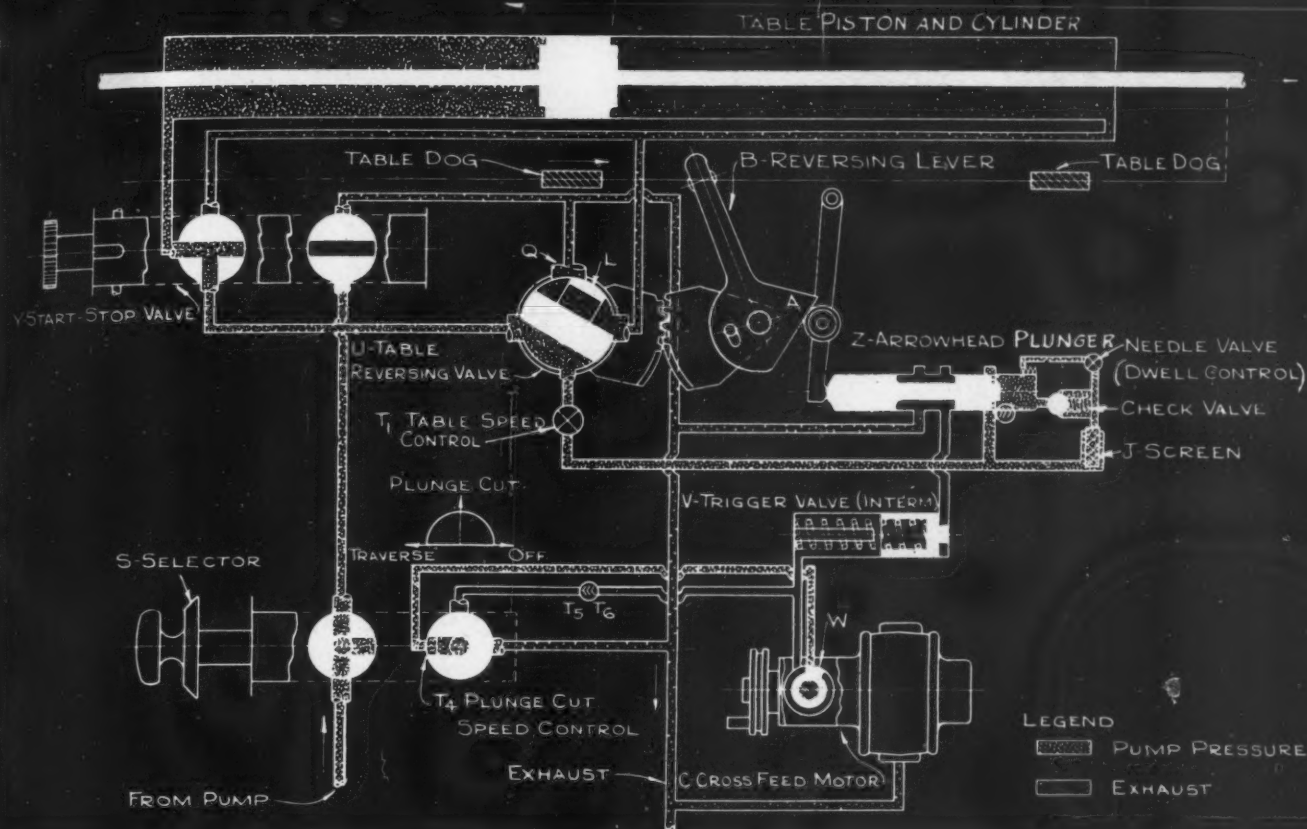 TABLE PISTON AND CYLINDER
TABLE DOG
B-REVERSING LEVER
TABLE DOG
Q
L
A
Y-START-STOP VALVE
U-TABLE
REVERSING VALVE
Z-ARROWHEAD PLUNGER
NEEDLE VALVE
(DWELL CONTROL)
CHECK VALVE
J-SCREEN
T1 TABLE SPEED
CONTROL
PLUNGE CUT
V-TRIGGER VALVE (INTERM)
TRAVERSE
OFF
S-SELECTOR
T5 T6
W
T4 PLUNGE CUT
SPEED CONTROL
LEGEND
PUMP PRESSURE
EXHAUST
EXHAUST
C CROSS FEED MOTOR
FROM PUMP